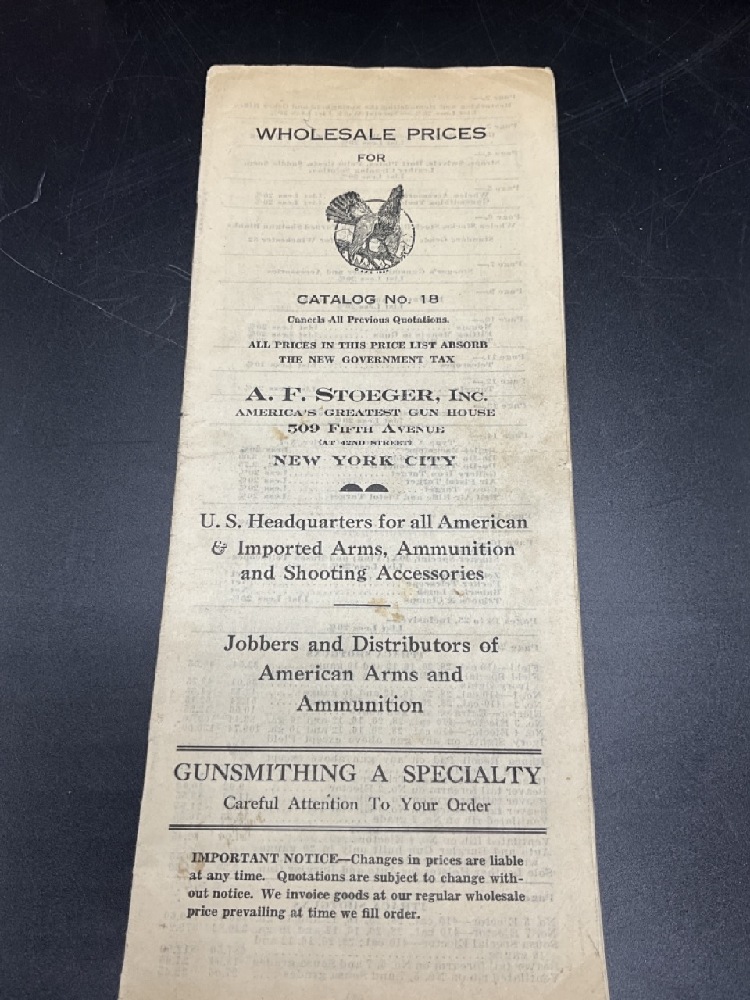 WHOLESALE PRICES
FOR
CATALOG No. 18
Cancels All Previous Quotations.
ALL PRICES IN THIS PRICE LIST ABSORB
THE NEW GOVERNMENT TAX
A. F. STOEGER, INC.
AMERICA'S GREATEST GUN HOUSE
509 FIFTH AVENUE
(AT 42ND STREET)
NEW YORK CITY
U. S. Headquarters for all American
& Imported Arms, Ammunition
and Shooting Accessories
Jobbers and Distributors of
American Arms and
Ammunition
GUNSMITHING A SPECIALTY
Careful Attention To Your Order
IMPORTANT NOTICE—Changes in prices are liable
at any time. Quotations are subject to change with-
out notice. We invoice goods at our regular wholesale
price prevailing at time we fill order.